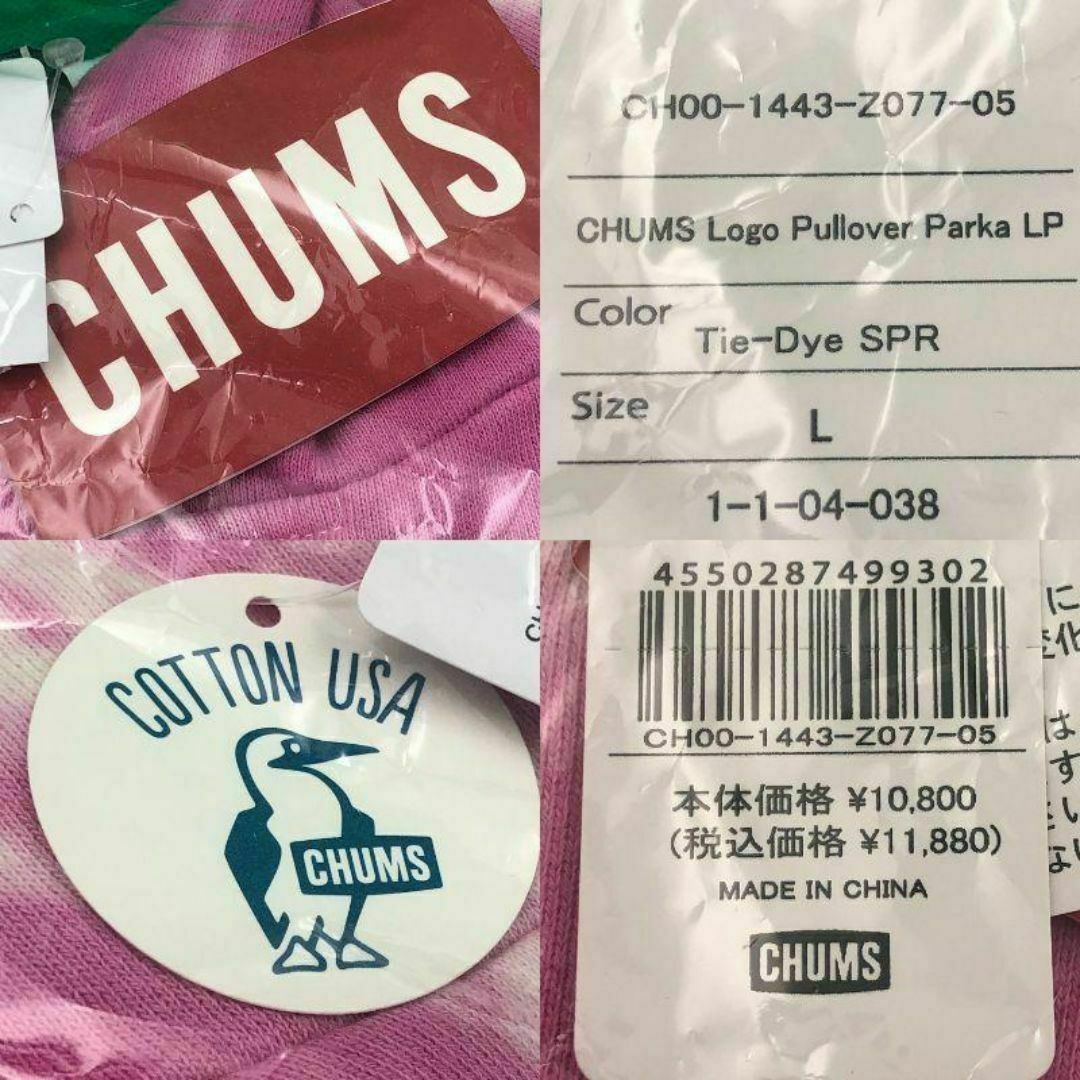 CHUMS
CH00-1443-Z077-05
CHUMS Logo Pullover Parka LP
Color
Tie-Dye SPR
Size
L
1-1-04-038
COTTON USA
CHUMS
4550287499302
CH00-1443-Z077-05
本体価格 ¥10,800
(税込価格 ¥11,880)
MADE IN CHINA
CHUMS